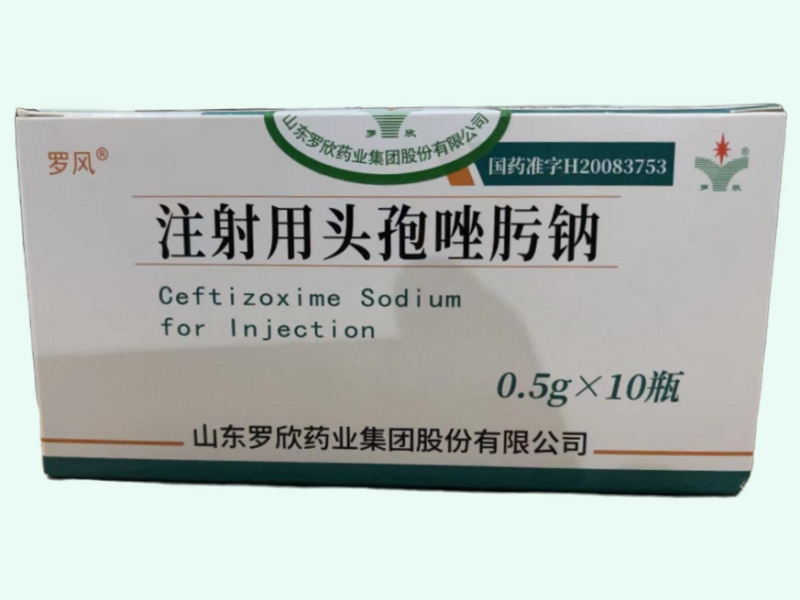 山东罗欣药业集团股份有限公司
罗欣
罗风®
国药准字H20083753
®
罗欣
注射用头孢唑肟钠
Ceftizoxime Sodium
for Injection
0.5g×10瓶
山东罗欣药业集团股份有限公司